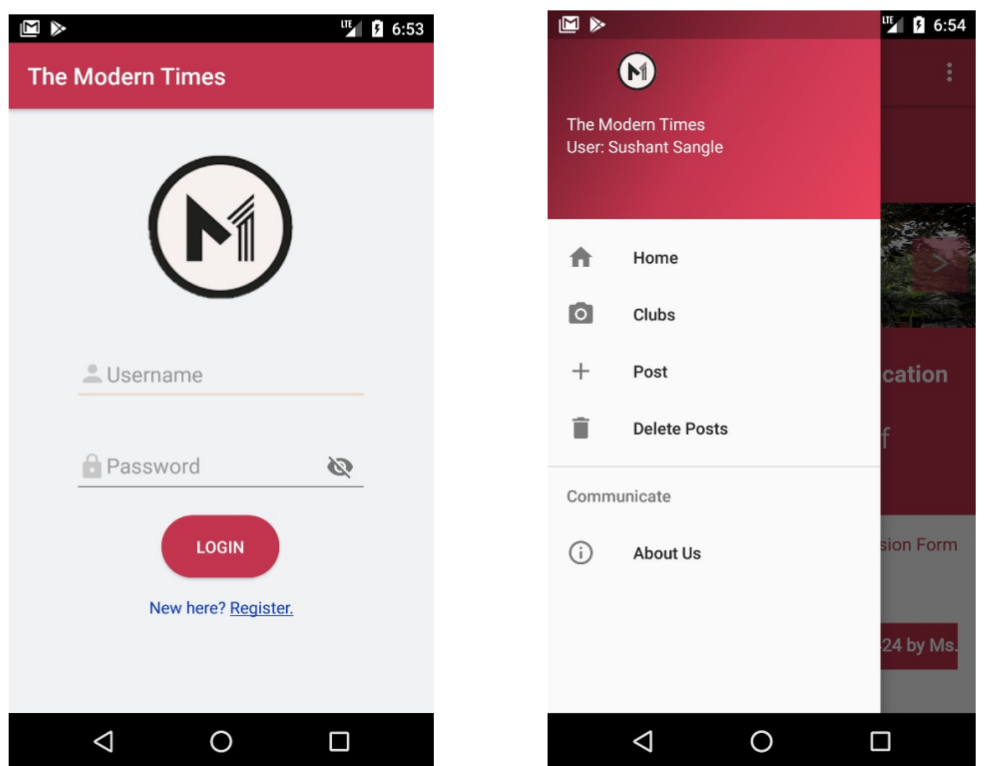 LTE 6:53
The Modern Times
M
Username
Password
LOGIN
New here? Register.
LTE 6:54
M
The Modern Times
User: Sushant Sangle
Home
Clubs
Post
Delete Posts
Communicate
About Us
>
cation
f
sion Form
24 by Ms.